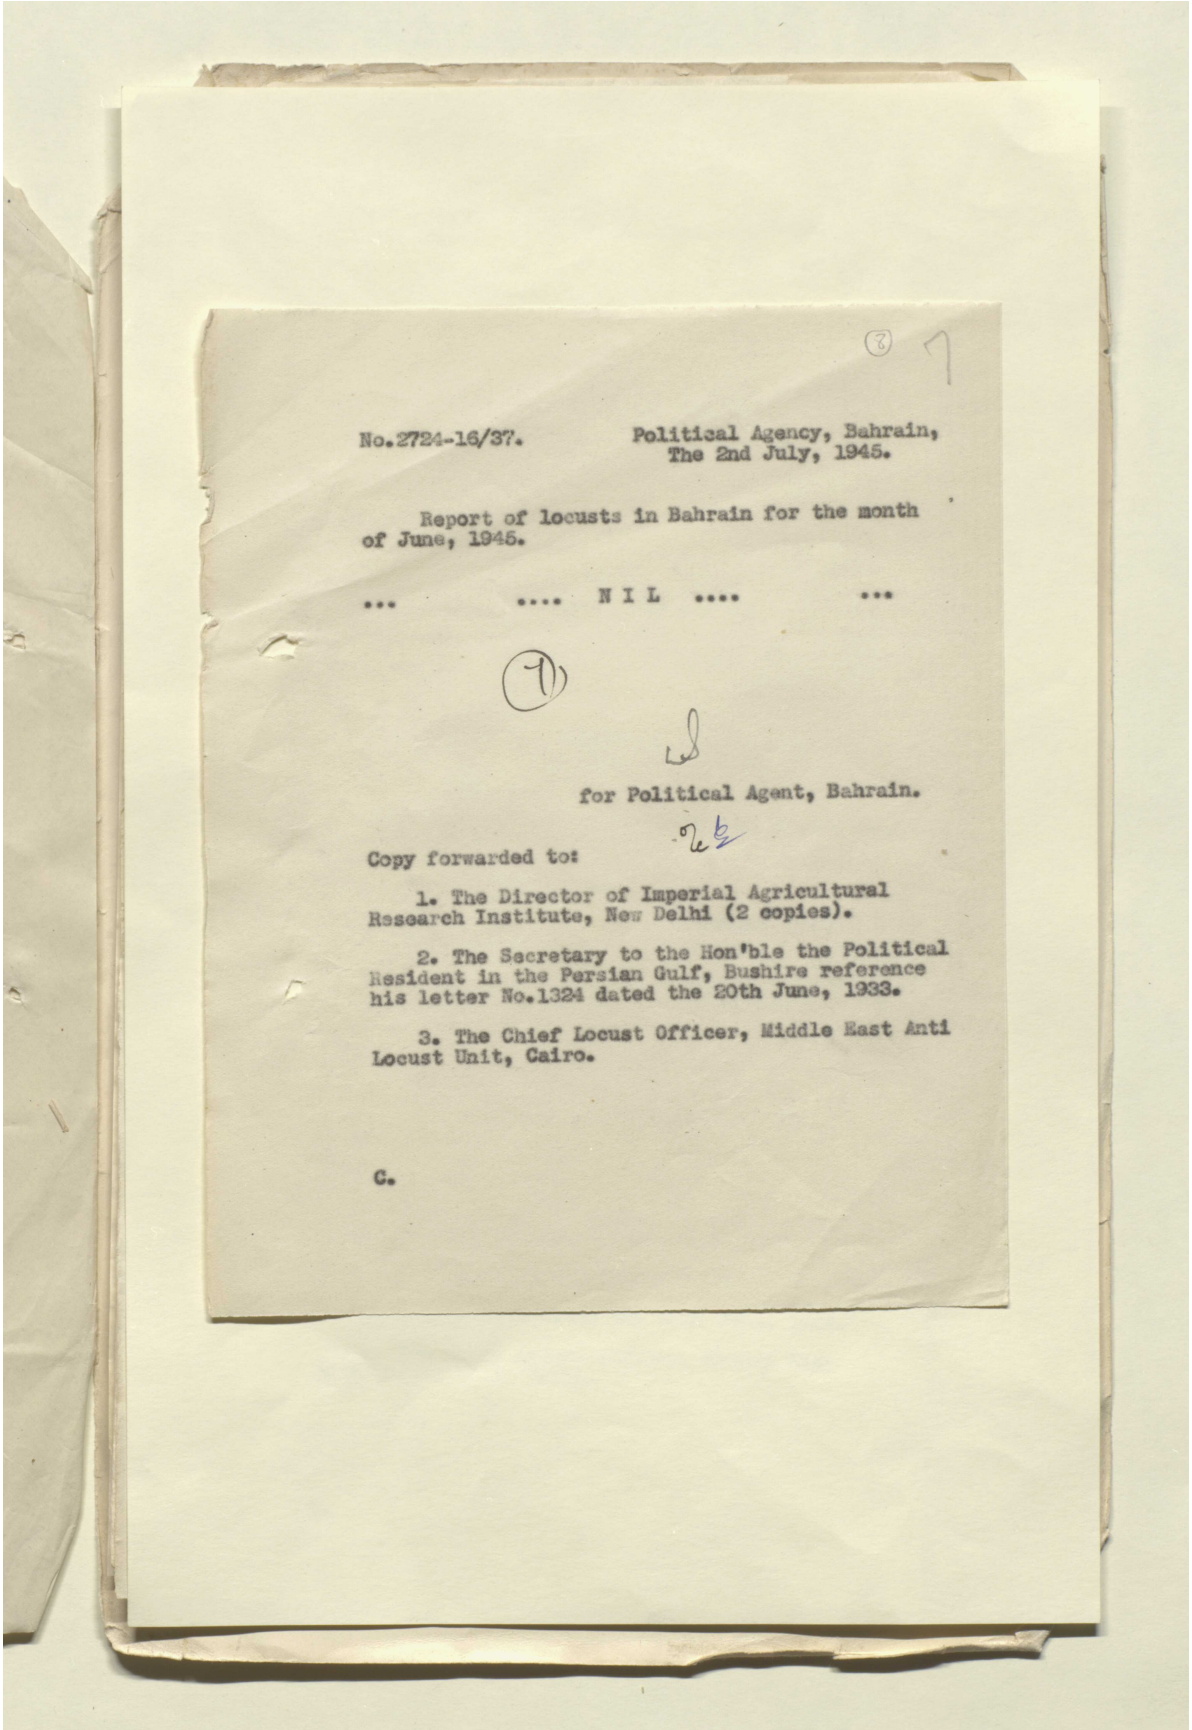 8 7
No.2724-16/37. Political Agency, Bahrain,
The 2nd July, 1945.
Report of locusts in Bahrain for the month
of June, 1945.
... .... N I L .... ...
7
for Political Agent, Bahrain.
Copy forwarded to:
1. The Director of Imperial Agricultural
Research Institute, New Delhi (2 copies).
2. The Secretary to the Hon'ble the Political
Resident in the Persian Gulf, Bushire reference
his letter No.1324 dated the 20th June, 1933.
3. The Chief Locust Officer, Middle East Anti
Locust Unit, Cairo.
C.